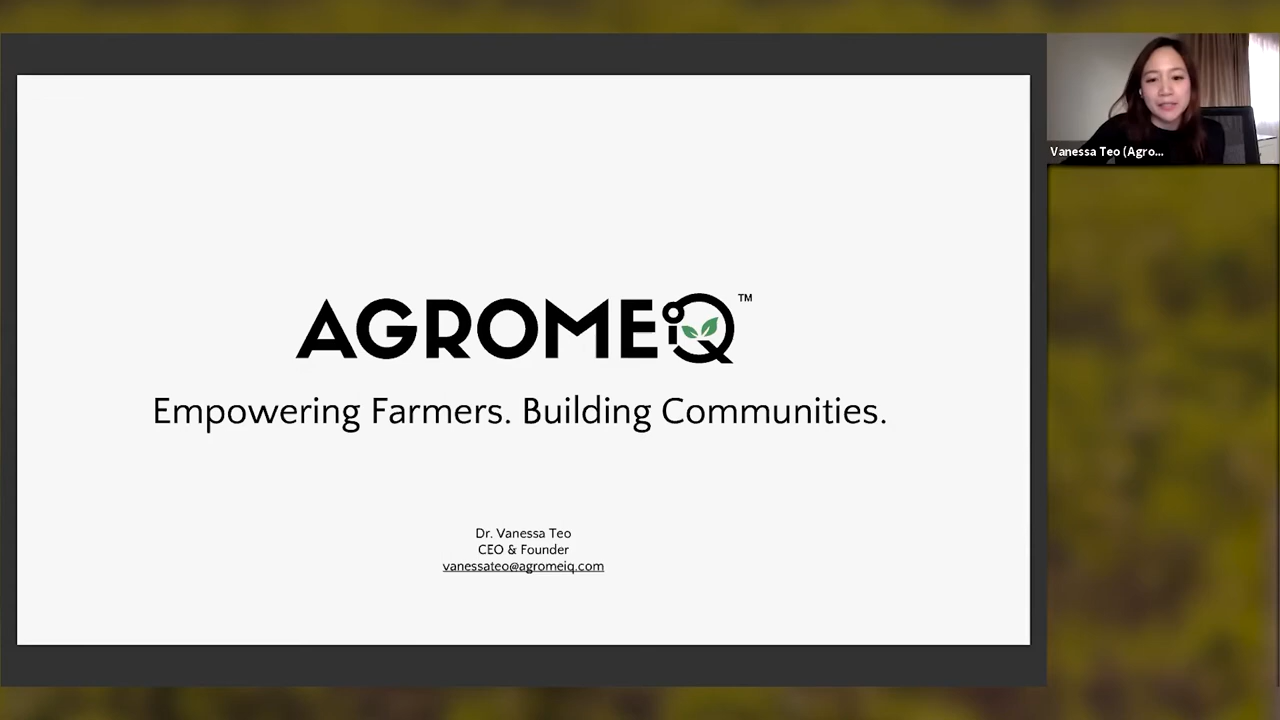 Vanessa Teo (Agro...
AGROMEiQ™
Empowering Farmers. Building Communities.
Dr. Vanessa Teo
CEO & Founder
vanessateo@agromeiq.com